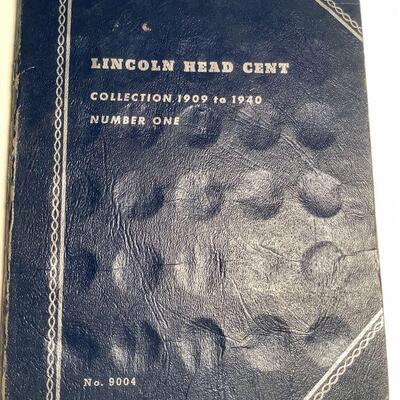 LINCOLN HEAD CENT
COLLECTION 1909 to 1940
NUMBER ONE
No. 9004